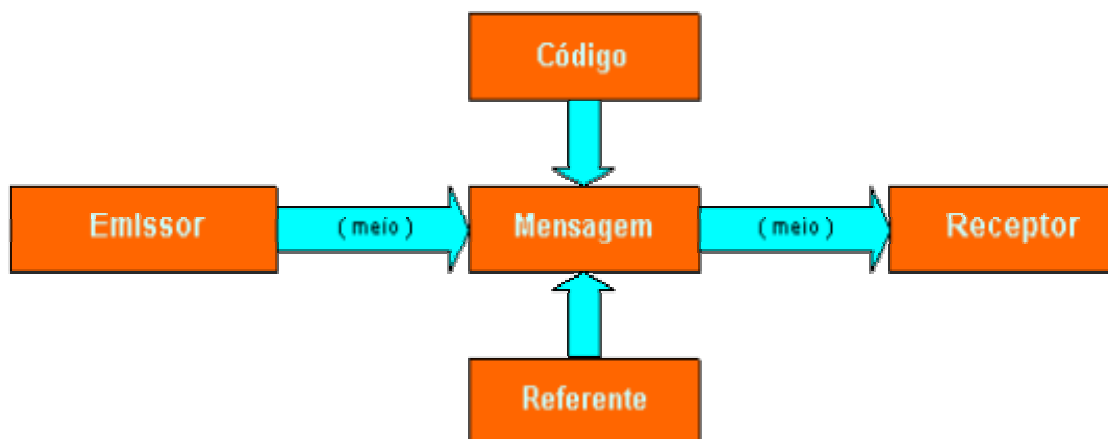 Código
Emissor
( meio )
Mensagem
( meio )
Receptor
Referente